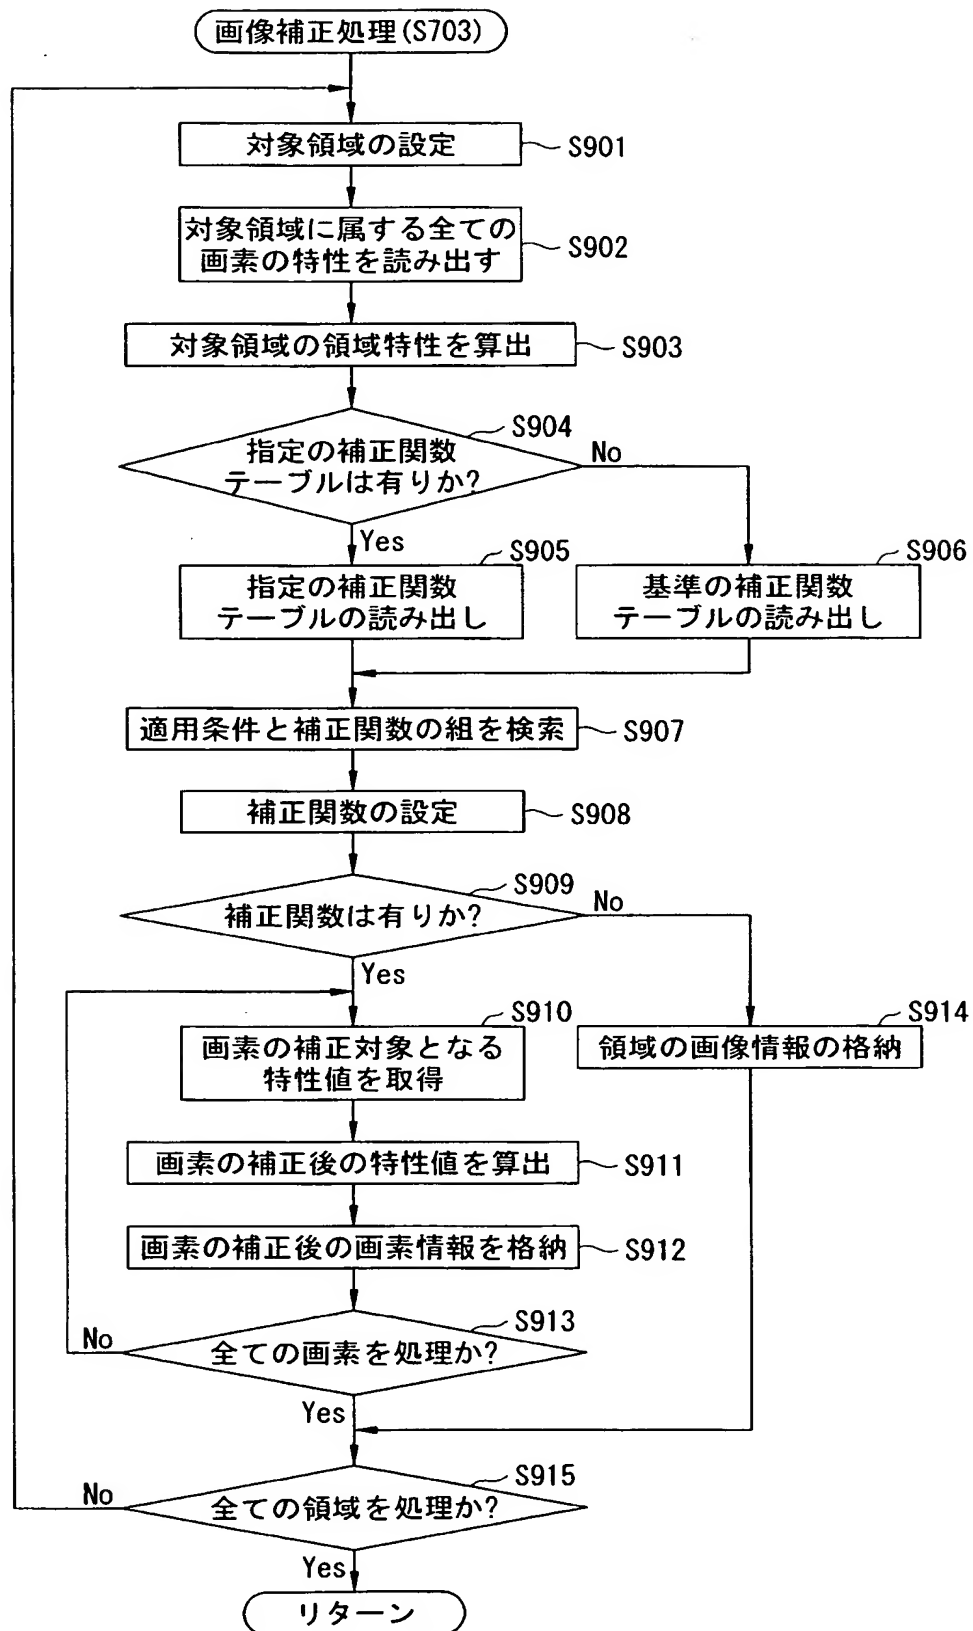 画像補正処理(S703)
対象領域の設定
S901
対象領域に属する全ての
画素の特性を読み出す
S902
対象領域の領域特性を算出
S903
S904
指定の補正関数
テーブルは有りか?
No
Yes
S905
指定の補正関数
テーブルの読み出し
S906
基準の補正関数
テーブルの読み出し
適用条件と補正関数の組を検索
S907
補正関数の設定
S908
S909
補正関数は有りか?
No
Yes
S910
画素の補正対象となる
特性値を取得
S914
領域の画像情報の格納
画素の補正後の特性値を算出
S911
画素の補正後の画素情報を格納
S912
S913
全ての画素を処理か?
No
Yes
S915
全ての領域を処理か?
No
Yes
リターン